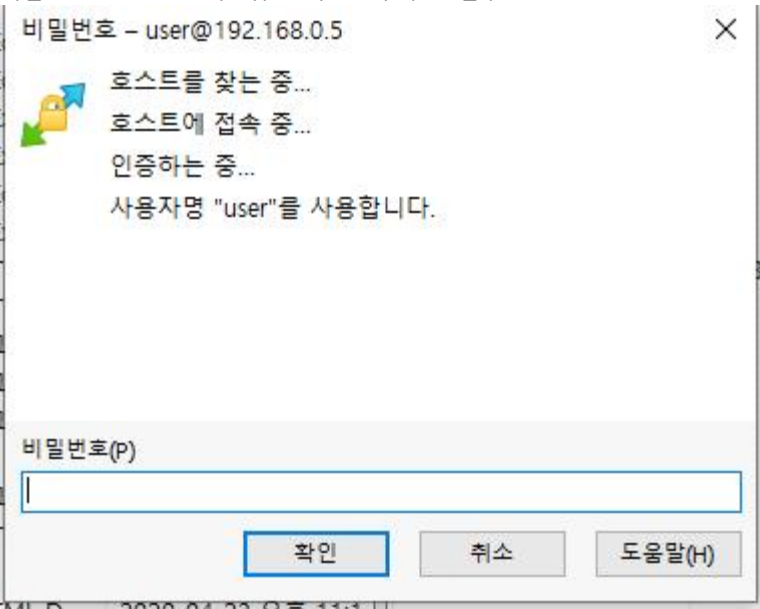 비밀번호 – user@192.168.0.5
호스트를 찾는 중...
호스트에 접속 중...
인증하는 중...
사용자명 "user"를 사용합니다.
비밀번호(P)
확인 취소 도움말(H)